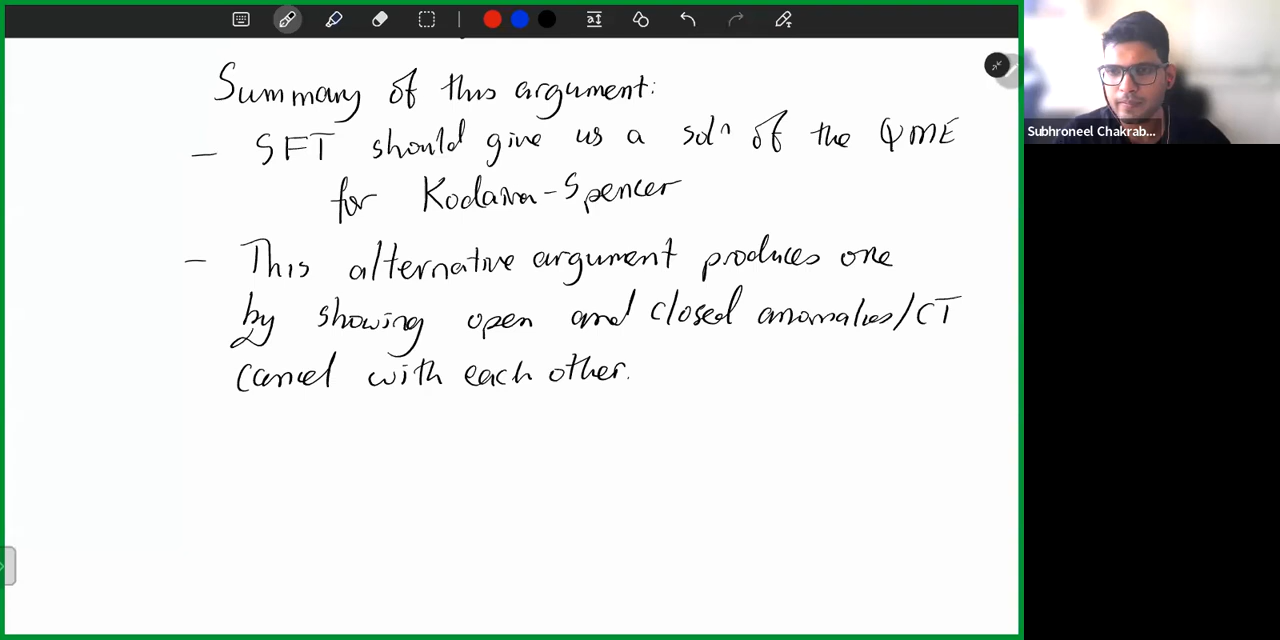 Summary of this argument:
- SFT should give us a solⁿ of the QME
for Kodaira-Spencer
- This alternative argument produces one
by showing open and closed anomalies/CT
cancel with each other.
Subhroneel Chakrab...